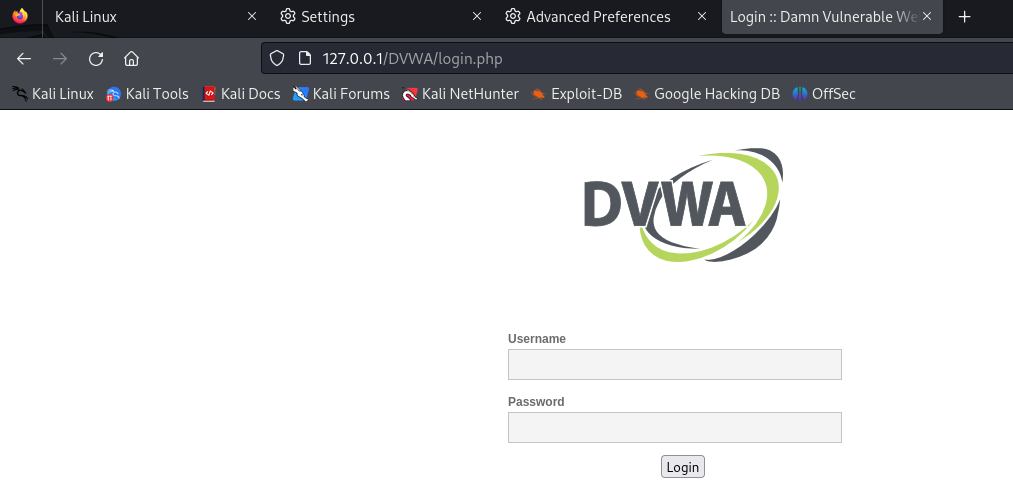 Kali Linux Settings Advanced Preferences Login :: Damn Vulnerable We
127.0.0.1/DVWA/login.php
Kali Linux Kali Tools Kali Docs Kali Forums Kali NetHunter Exploit-DB Google Hacking DB OffSec
DVWA
Username
Password
Login